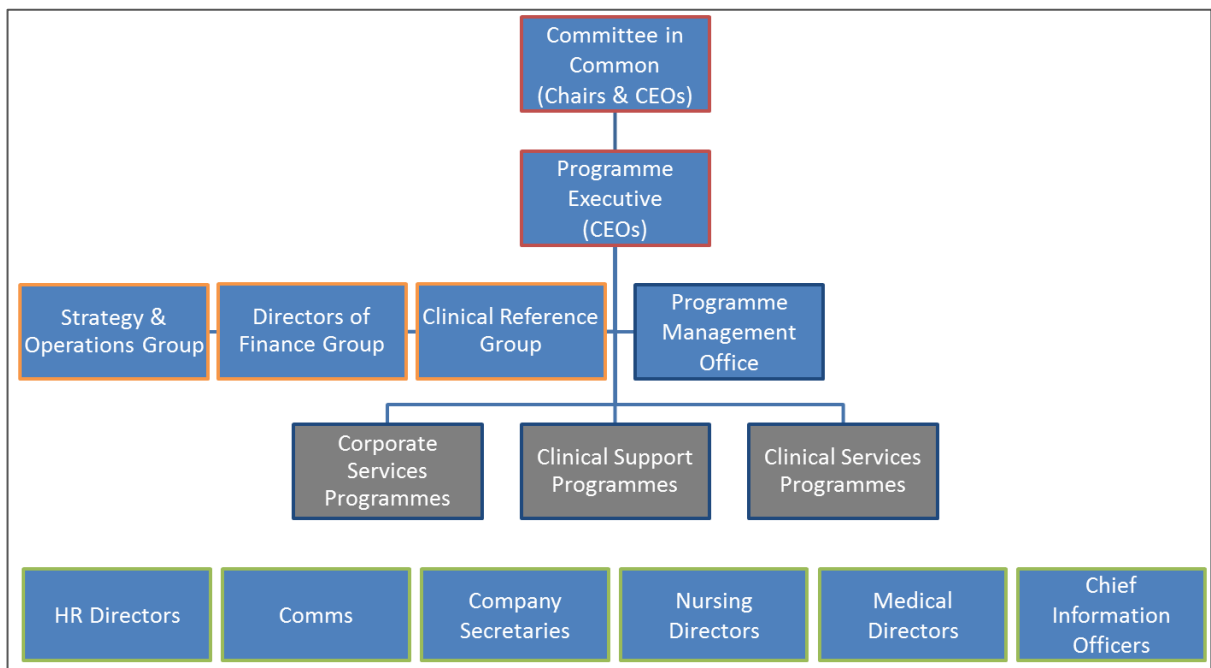 Committee in
Common
(Chairs & CEOs)
Programme
Executive
(CEOs)
Strategy &
Operations Group
Directors of
Finance Group
Clinical Reference
Group
Programme
Management
Office
Corporate
Services
Programmes
Clinical Support
Programmes
Clinical Services
Programmes
HR Directors
Comms
Company
Secretaries
Nursing
Directors
Medical
Directors
Chief
Information
Officers